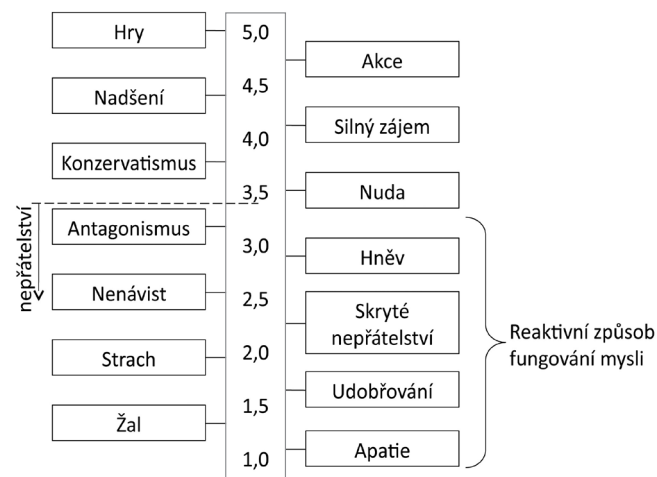 Hry
5,0
Akce
4,5
Nadšení
4,0
Silný zájem
Konzervatismus
3,5
Nuda
nepřátelství
Antagonismus
3,0
Hněv
Nenávist
2,5
Skryté
nepřátelství
Reaktivní způsob
fungování mysli
Strach
2,0
Udobřování
1,5
Žal
Apatie
1,0